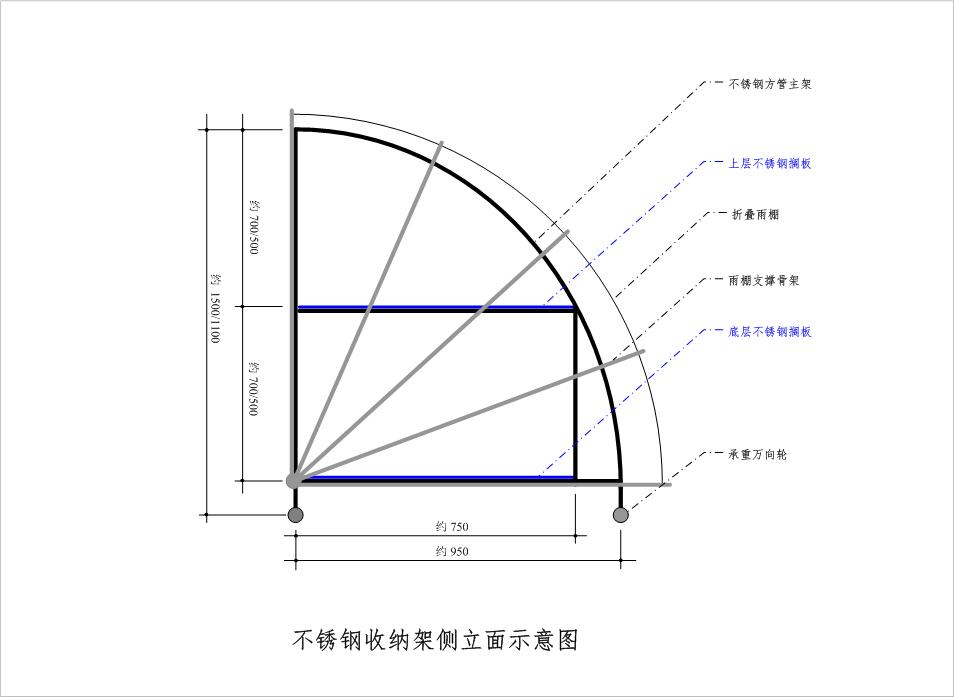 不锈钢方管主架
上层不锈钢搁板
折叠雨棚
雨棚支撑骨架
底层不锈钢搁板
承重万向轮
约 700/500
约 1500/1100
约 700/500
约 750
约 950
不锈钢收纳架侧立面示意图